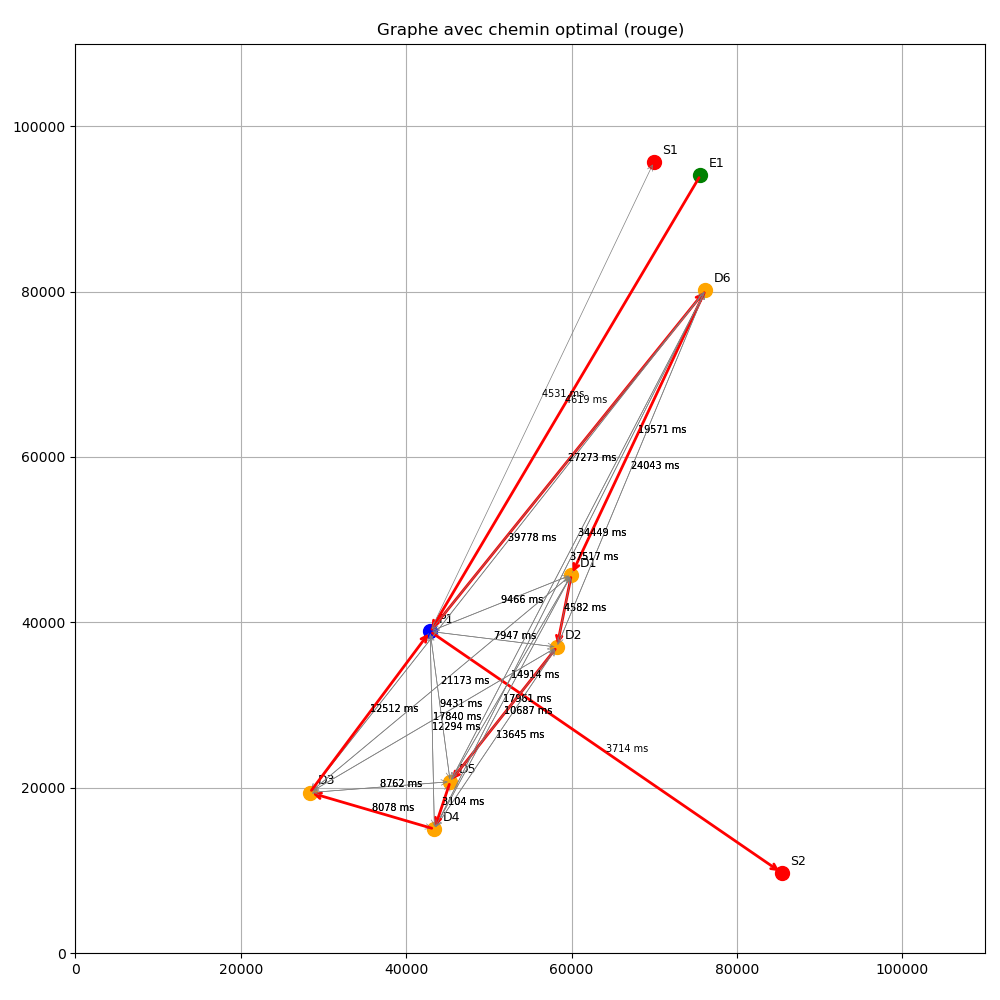 Graphe avec chemin optimal (rouge)
100000
80000
60000
40000
20000
0
0
20000
40000
60000
80000
100000
S1
E1
D6
4531 ms
4619 ms
19571 ms
27273 ms
24043 ms
34449 ms
39778 ms
37517 ms
D1
9466 ms
4582 ms
P1
7947 ms
D2
14914 ms
21173 ms
17961 ms
9431 ms
12512 ms
10687 ms
17840 ms
12294 ms
13645 ms
3714 ms
D5
D3
8762 ms
3104 ms
8078 ms
D4
S2